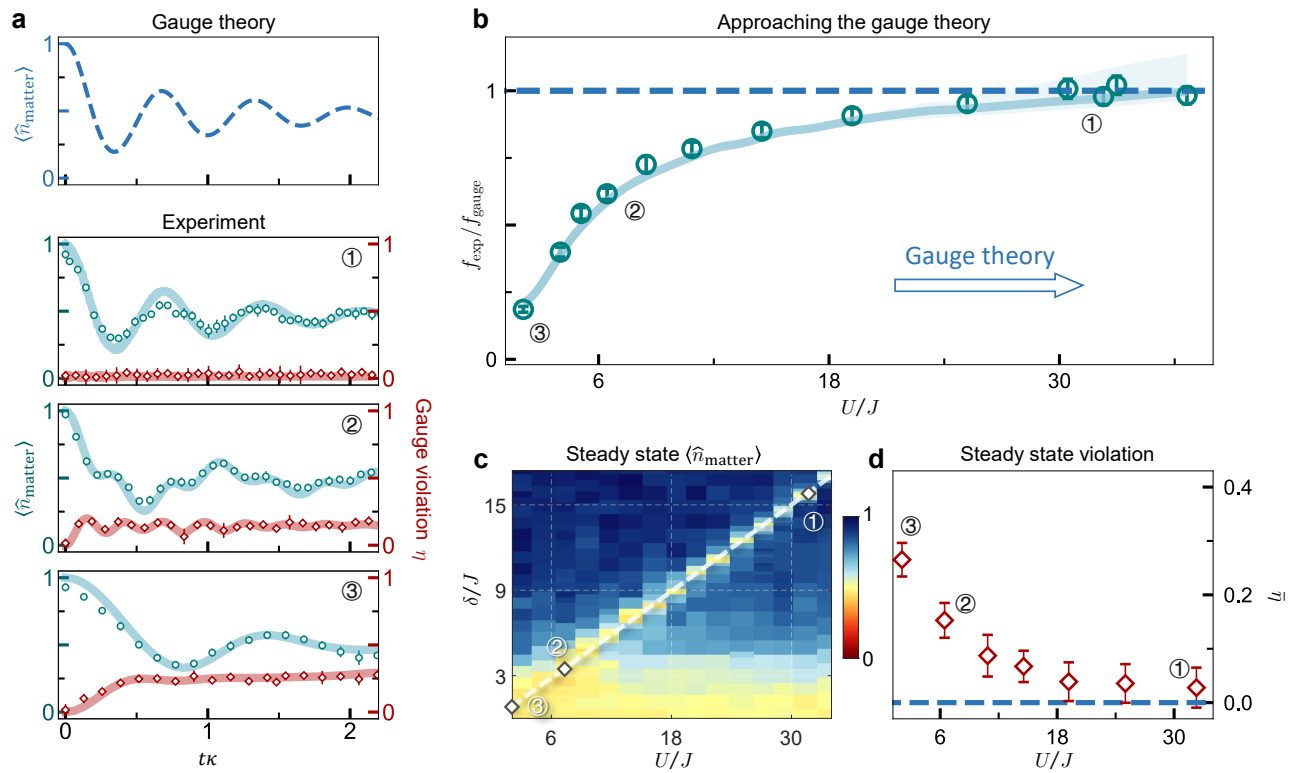 a
Gauge theory
1
0
⟨n̂matter⟩
Experiment
1
0
1
0
①
1
0
0
②
⟨n̂matter⟩
Gauge violation η
1
0
1
0
③
0 1 2
tκ
b
Approaching the gauge theory
1
0
fexp/fgauge
①
②
③
Gauge theory
6 18 30
U/J
c
Steady state ⟨n̂matter⟩
15
9
3
δ/J
①
②
③
1
0
6 18 30
U/J
d
Steady state violation
0.4
0.2
0.0
③
②
①
6 18 30
U/J